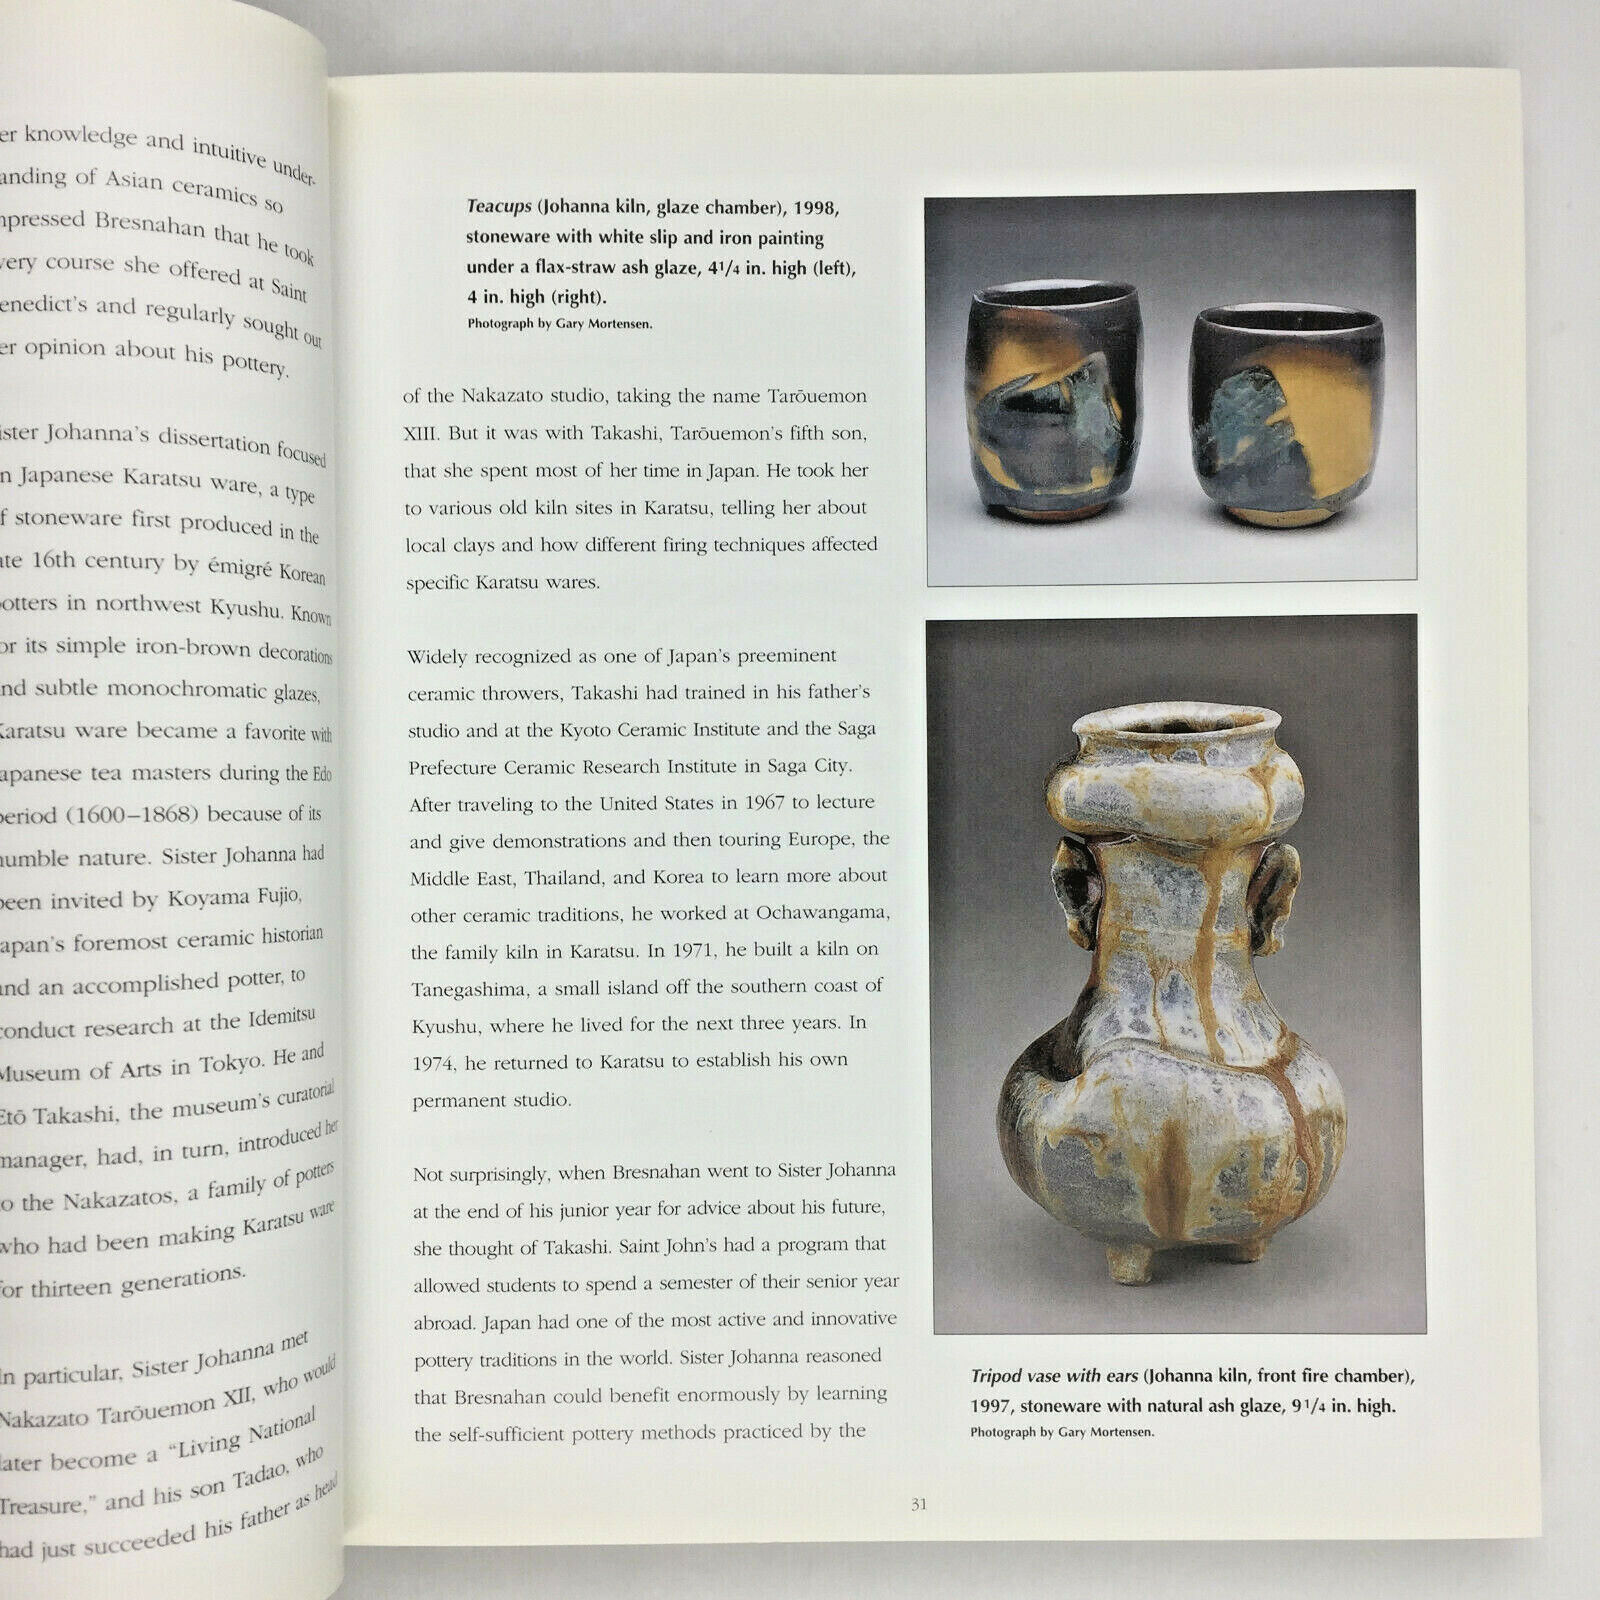 er knowledge and intuitive under-
anding of Asian ceramics so
mpressed Bresnahan that he took
very course she offered at Saint
enedict's and regularly sought out
er opinion about his pottery.
ister Johanna's dissertation focused
n Japanese Karatsu ware, a type
f stoneware first produced in the
ate 16th century by émigré Korean
otters in northwest Kyushu. Known
or its simple iron-brown decorations
nd subtle monochromatic glazes,
Karatsu ware became a favorite with
apanese tea masters during the Edo
period (1600–1868) because of its
humble nature. Sister Johanna had
been invited by Koyama Fujio,
Japan's foremost ceramic historian
and an accomplished potter, to
conduct research at the Idemitsu
Museum of Arts in Tokyo. He and
Etō Takashi, the museum's curatorial
manager, had, in turn, introduced her
to the Nakazatos, a family of potters
who had been making Karatsu ware
for thirteen generations.
In particular, Sister Johanna met
Nakazato Tarōuemon XII, who would
later become a “Living National
Treasure,” and his son Tadao, who
had just succeeded his father as head
Teacups (Johanna kiln, glaze chamber), 1998,
stoneware with white slip and iron painting
under a flax-straw ash glaze, 4 1/4 in. high (left),
4 in. high (right).
Photograph by Gary Mortensen.
of the Nakazato studio, taking the name Tarōuemon
XIII. But it was with Takashi, Tarōuemon's fifth son,
that she spent most of her time in Japan. He took her
to various old kiln sites in Karatsu, telling her about
local clays and how different firing techniques affected
specific Karatsu wares.
Widely recognized as one of Japan's preeminent
ceramic throwers, Takashi had trained in his father's
studio and at the Kyoto Ceramic Institute and the Saga
Prefecture Ceramic Research Institute in Saga City.
After traveling to the United States in 1967 to lecture
and give demonstrations and then touring Europe, the
Middle East, Thailand, and Korea to learn more about
other ceramic traditions, he worked at Ochawangama,
the family kiln in Karatsu. In 1971, he built a kiln on
Tanegashima, a small island off the southern coast of
Kyushu, where he lived for the next three years. In
1974, he returned to Karatsu to establish his own
permanent studio.
Not surprisingly, when Bresnahan went to Sister Johanna
at the end of his junior year for advice about his future,
she thought of Takashi. Saint John's had a program that
allowed students to spend a semester of their senior year
abroad. Japan had one of the most active and innovative
pottery traditions in the world. Sister Johanna reasoned
that Bresnahan could benefit enormously by learning
the self-sufficient pottery methods practiced by the
Tripod vase with ears (Johanna kiln, front fire chamber),
1997, stoneware with natural ash glaze, 9 1/4 in. high.
Photograph by Gary Mortensen.
31